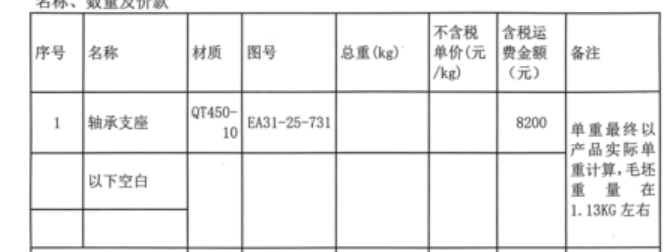 名称、数量及价款
序号 名称 材质 图号 总重(kg) 不含税
单价(元
/kg) 含税运
费金额
（元） 备注
1 轴承支座 QT450-
10 EA31-25-731 8200 单重最终以
产品实际单
重计算,毛坯
重量在
1.13KG左右
以下空白